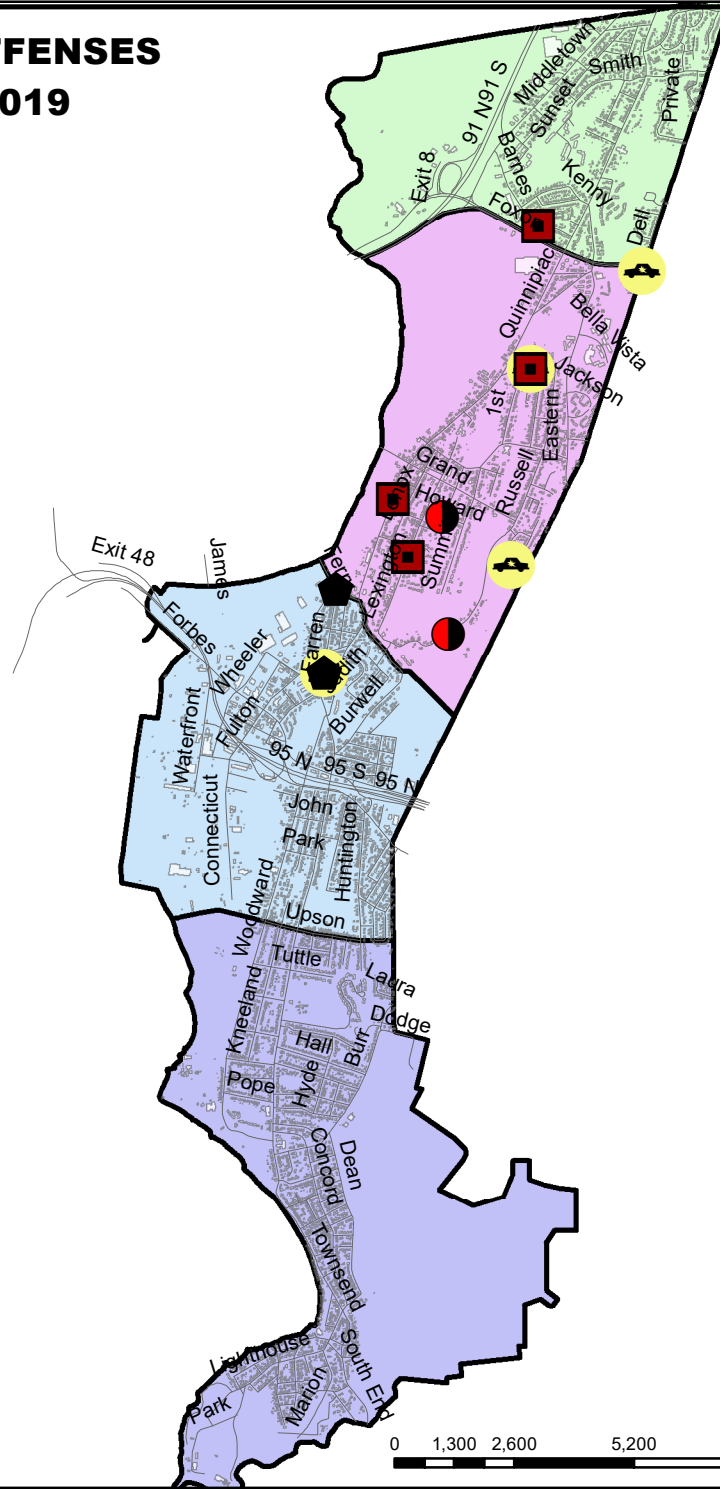 FFENSES
019
Middletown
Smith
Private
Sunset
91 N
91 S
Exit 8
Barnes
Kenny
Dell
Quinnipiac
Bella Vista
Jackson
1st
Eastern
Grand
Russell
Howard
Lexington
Exit 48
James
Forbes
Wheeler
Farren
Burwell
Fulton
Waterfront
95 N
95 S
95 N
Connecticut
John
Park
Huntington
Woodward
Upson
Tuttle
Laura
Kneeland
Dodge
Hall
Burr
Pope
Hyde
Concord
Dean
Townsend
Lighthouse
South End
Marion
Park
0 1,300 2,600 5,200